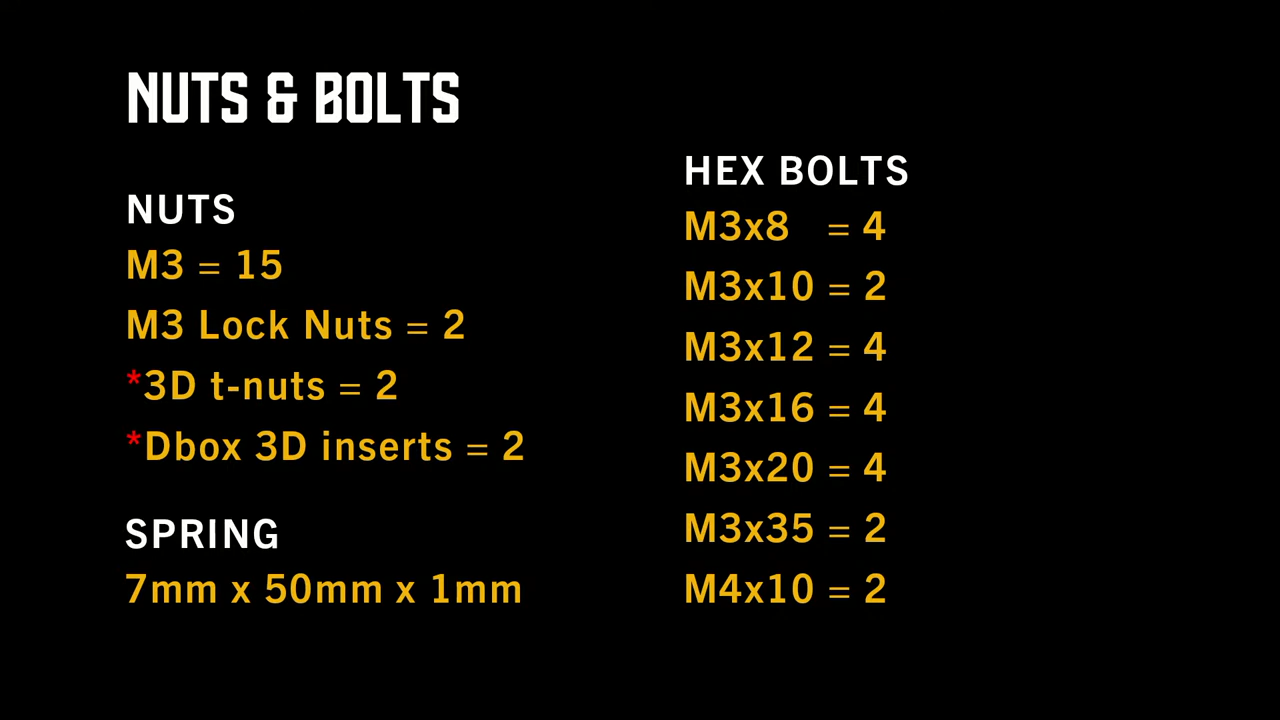 NUTS & BOLTS
NUTS
M3 = 15
M3 Lock Nuts = 2
*3D t-nuts = 2
*Dbox 3D inserts = 2
SPRING
7mm x 50mm x 1mm
HEX BOLTS
M3x8 = 4
M3x10 = 2
M3x12 = 4
M3x16 = 4
M3x20 = 4
M3x35 = 2
M4x10 = 2